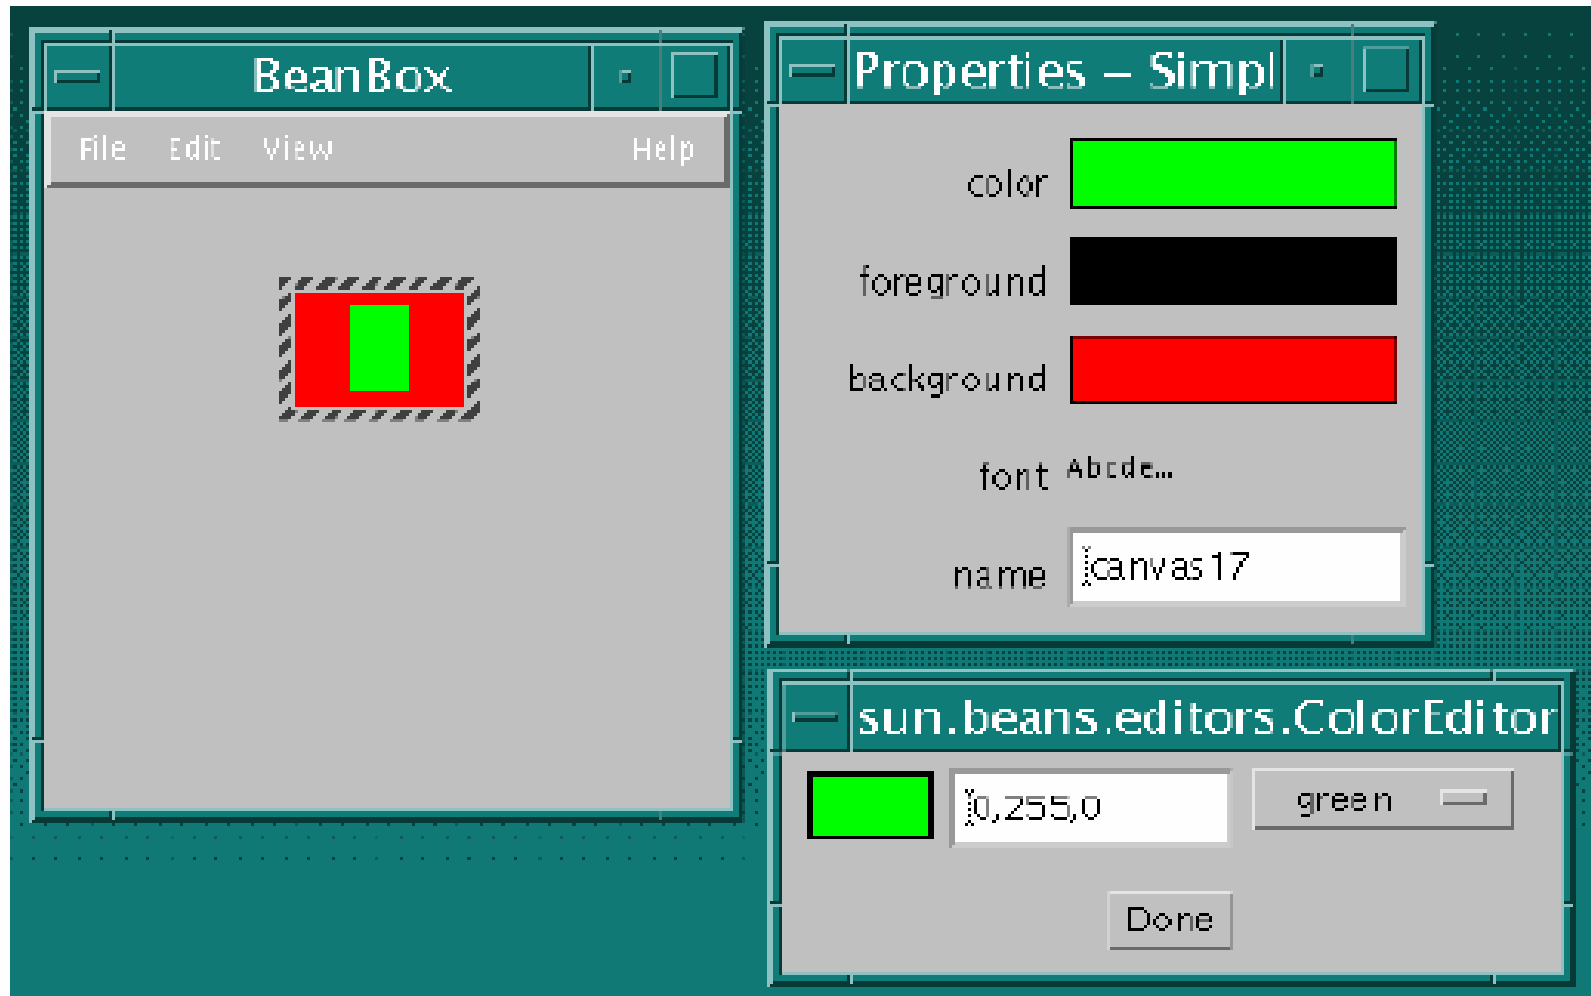 BeanBox
File Edit View Help
Properties – Simpl
color
foreground
background
font Abcde...
name canvas17
sun.beans.editors.ColorEditor
0,255,0 green
Done